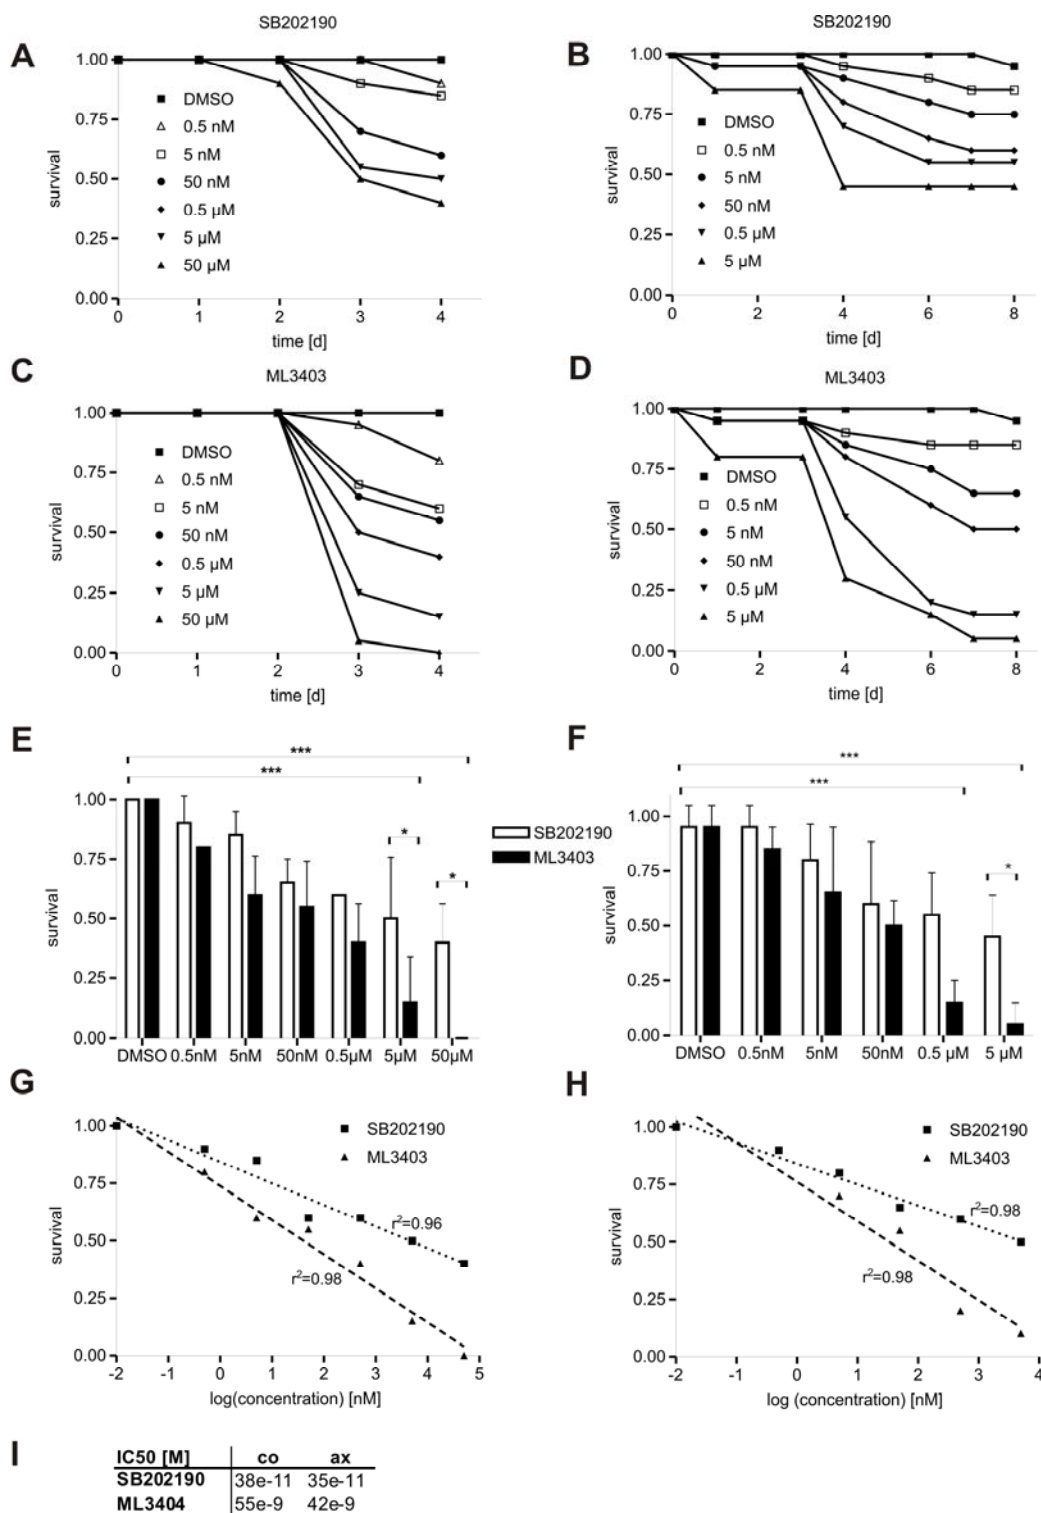 SB202190
A
1.00
0.75
0.50
0.25
0.00
survival
DMSO
0.5 nM
5 nM
50 nM
0.5 µM
5 µM
50 µM
0 1 2 3 4
time [d]
SB202190
B
1.00
0.75
0.50
0.25
0.00
survival
DMSO
0.5 nM
5 nM
50 nM
0.5 µM
5 µM
0 2 4 6 8
time [d]
C
ML3403
1.00
0.75
0.50
0.25
0.00
survival
DMSO
0.5 nM
5 nM
50 nM
0.5 µM
5 µM
50 µM
0 1 2 3 4
time [d]
D
ML3403
1.00
0.75
0.50
0.25
0.00
survival
DMSO
0.5 nM
5 nM
50 nM
0.5 µM
5 µM
0 2 4 6 8
time [d]
E
***
***
*
*
1.00
0.75
0.50
0.25
0.00
survival
DMSO 0.5nM 5nM 50nM 0.5µM 5µM 50µM
SB202190
ML3403
F
***
***
*
1.00
0.75
0.50
0.25
0.00
survival
DMSO 0.5nM 5nM 50nM 0.5 µM 5 µM
G
1.00
0.75
0.50
0.25
0.00
survival
SB202190
ML3403
r²=0.96
r²=0.98
-2 -1 0 1 2 3 4 5
log(concentration) [nM]
H
1.00
0.75
0.50
0.25
0.00
survival
SB202190
ML3403
r²=0.98
r²=0.98
-2 -1 0 1 2 3 4
log (concentration) [nM]
I
IC50 [M] co ax
SB202190 38e-11 35e-11
ML3404 55e-9 42e-9